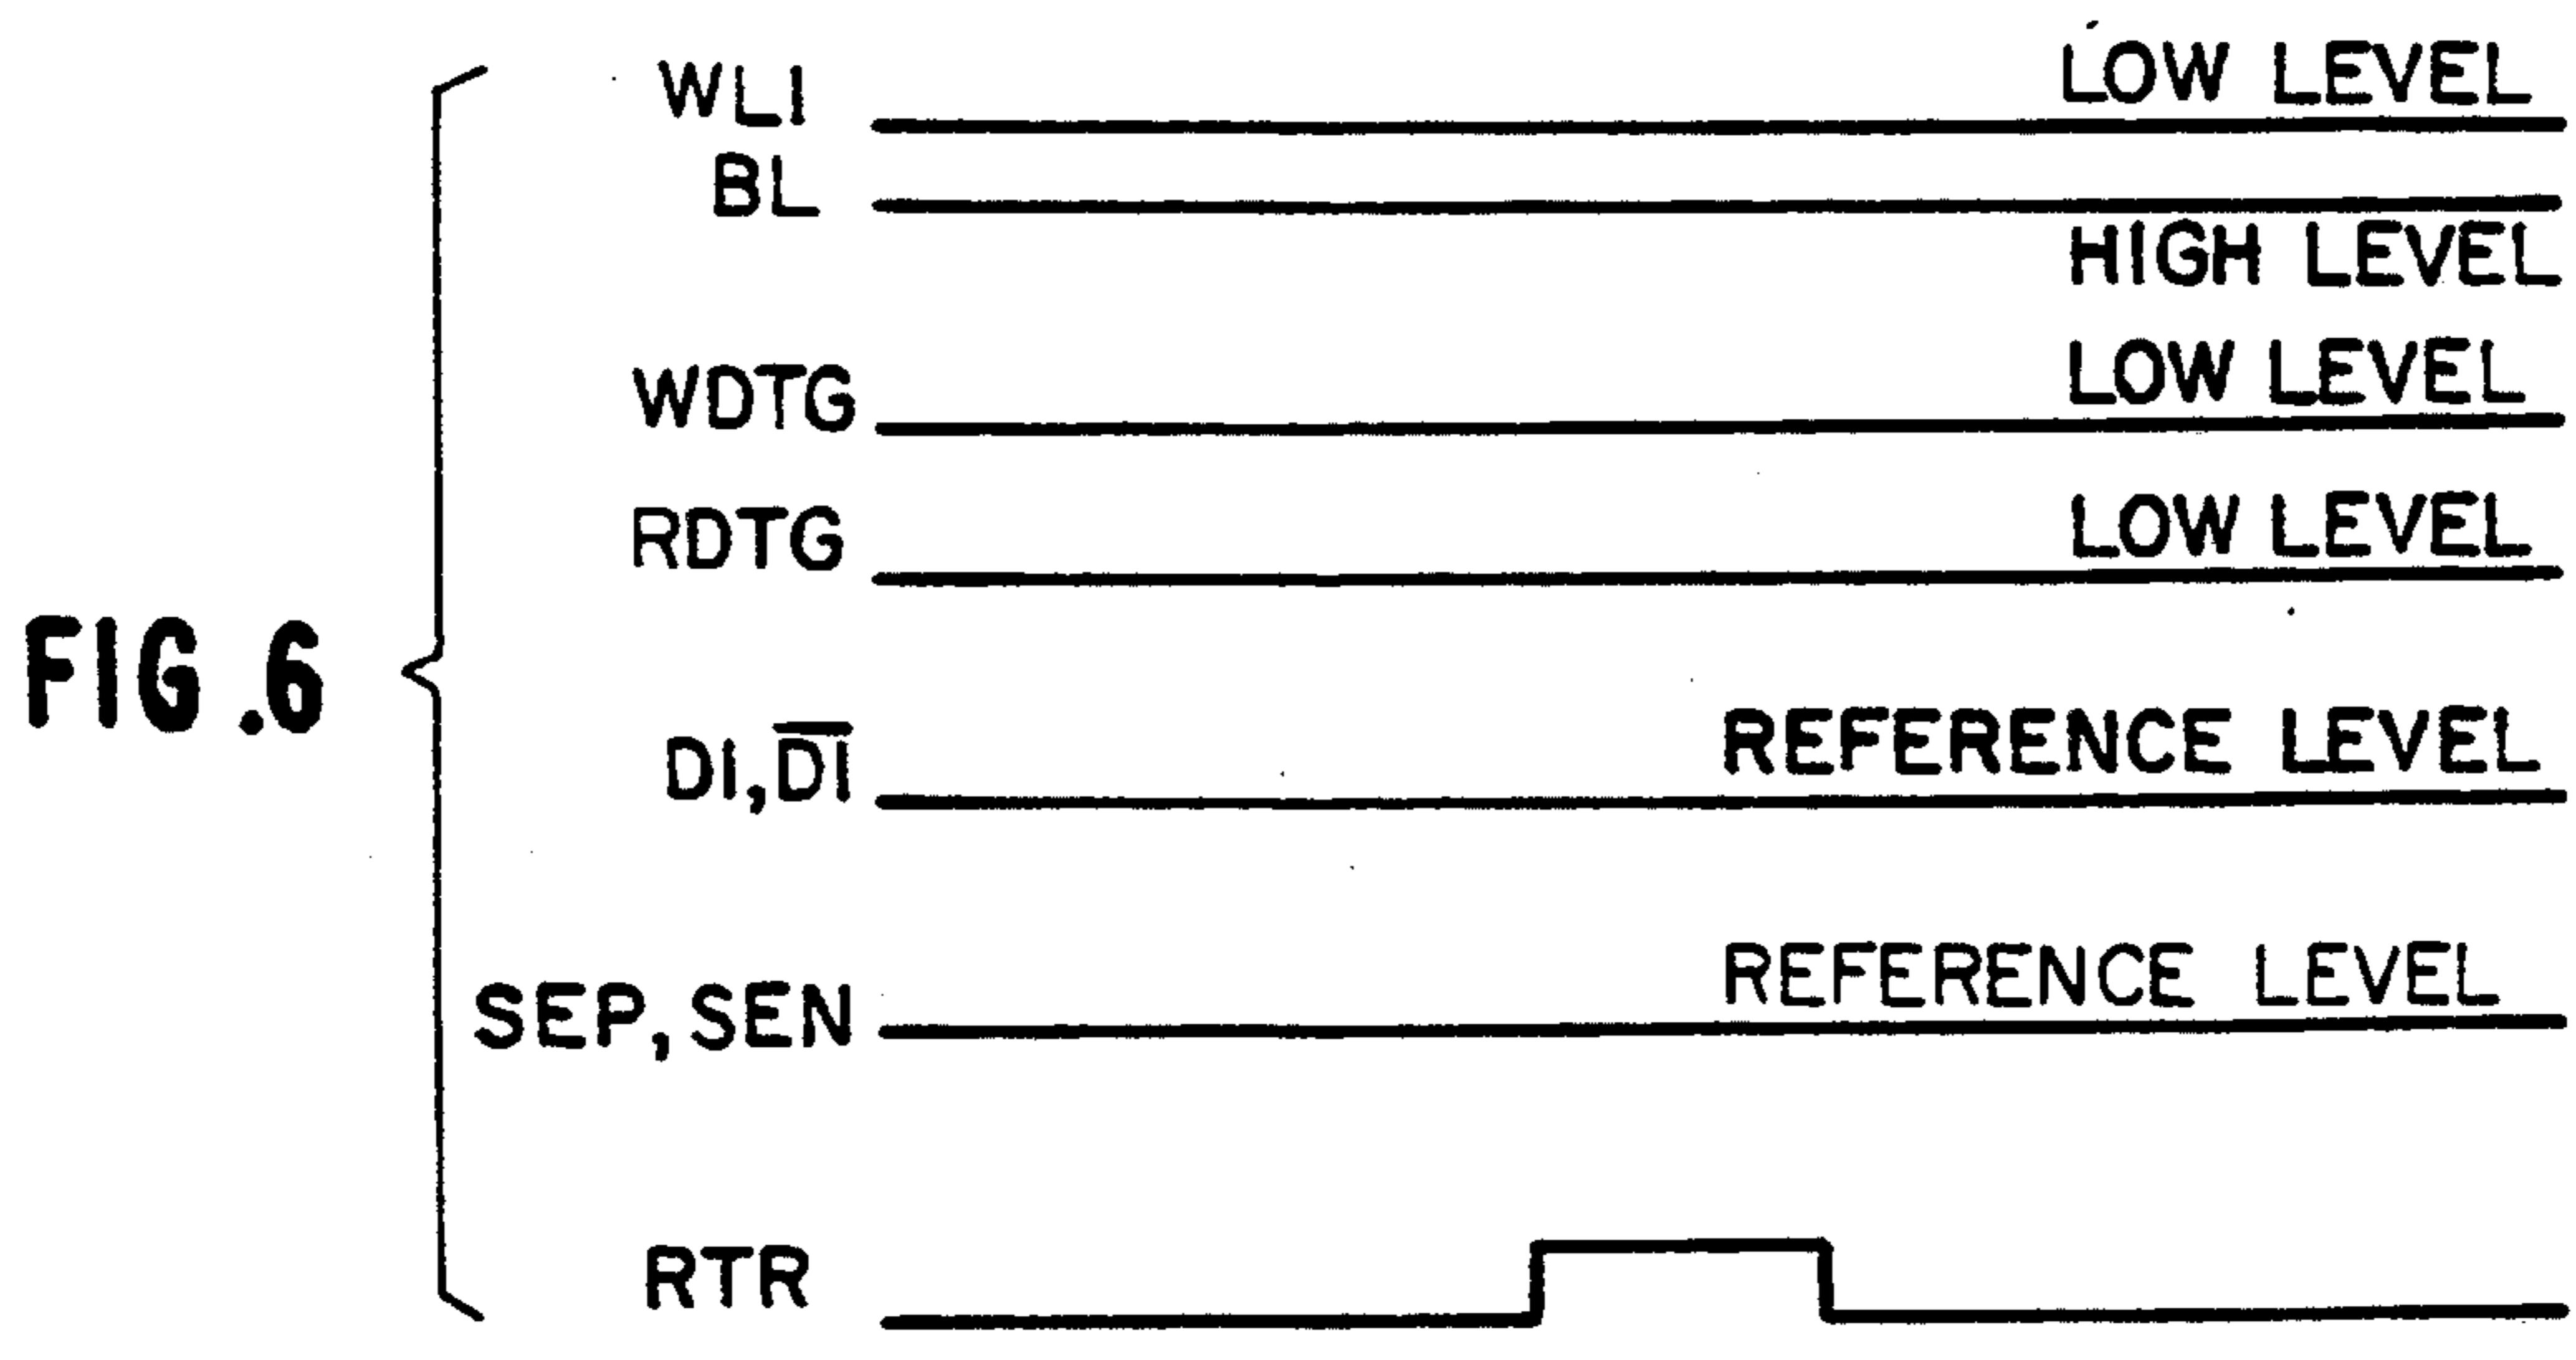 WLI LOW LEVEL
BL
HIGH LEVEL
WDTG LOW LEVEL
RDTG LOW LEVEL
FIG.6
DI, D̅I̅ REFERENCE LEVEL
SEP, SEN REFERENCE LEVEL
RTR